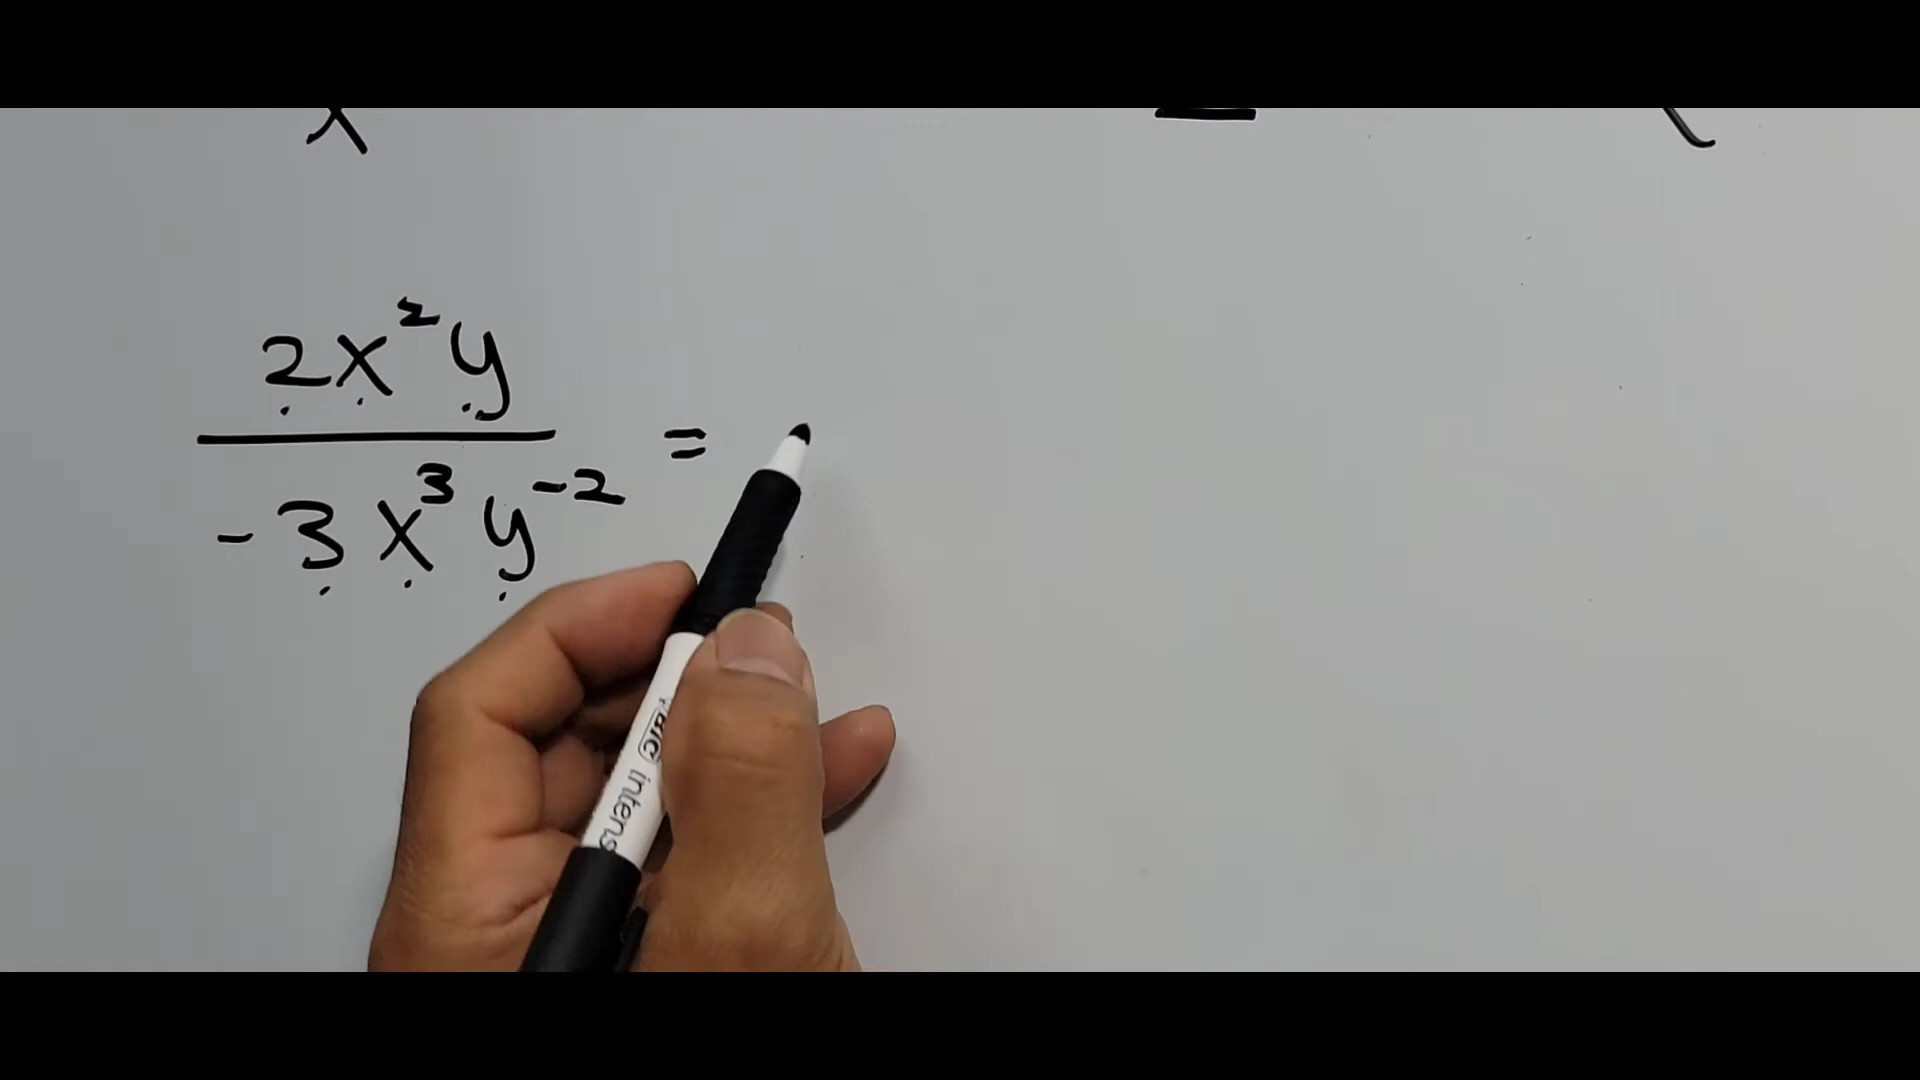 x
2x²y
= 
-3x³y⁻²
BIC intens